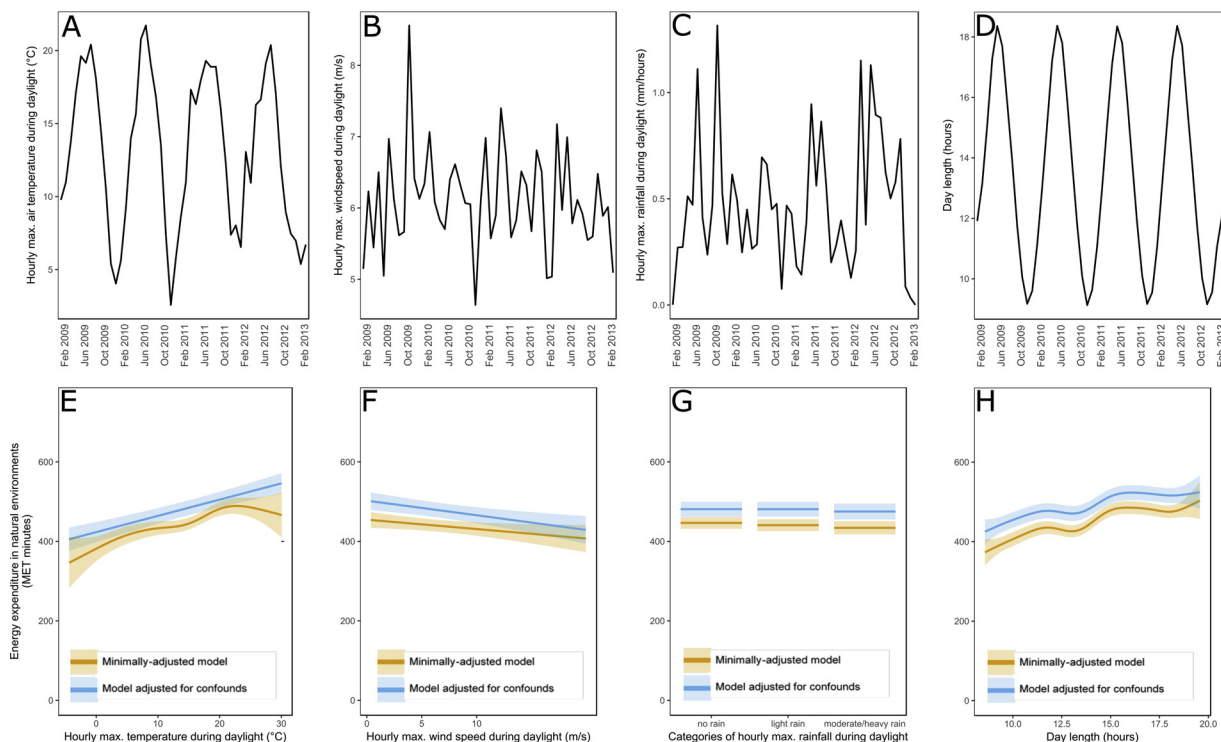 A
Hourly max. air temperature during daylight (°C)
20
15
10
5
Feb 2009
Jun 2009
Oct 2009
Feb 2010
Jun 2010
Oct 2010
Feb 2011
Jun 2011
Oct 2011
Feb 2012
Jun 2012
Oct 2012
Feb 2013
B
Hourly max. windspeed during daylight (m/s)
8
7
6
5
Feb 2009
Jun 2009
Oct 2009
Feb 2010
Jun 2010
Oct 2010
Feb 2011
Jun 2011
Oct 2011
Feb 2012
Jun 2012
Oct 2012
Feb 2013
C
Hourly max. rainfall during daylight (mm/hours)
1.0
0.5
0.0
Feb 2009
Jun 2009
Oct 2009
Feb 2010
Jun 2010
Oct 2010
Feb 2011
Jun 2011
Oct 2011
Feb 2012
Jun 2012
Oct 2012
Feb 2013
D
Day length (hours)
18
16
14
12
10
Feb 2009
Jun 2009
Oct 2009
Feb 2010
Jun 2010
Oct 2010
Feb 2011
Jun 2011
Oct 2011
Feb 2012
Jun 2012
Oct 2012
Feb 2013
E
Energy expenditure in natural environments
(MET minutes)
600
400
200
0
Minimally-adjusted model
Model adjusted for confounds
0
10
20
30
Hourly max. temperature during daylight (°C)
F
600
400
200
0
Minimally-adjusted model
Model adjusted for confounds
0
5
10
Hourly max. wind speed during daylight (m/s)
G
600
400
200
0
Minimally-adjusted model
Model adjusted for confounds
no rain
light rain
moderate/heavy rain
Categories of hourly max. rainfall during daylight
H
600
400
200
0
Minimally-adjusted model
Model adjusted for confounds
10.0
12.5
15.0
17.5
20.0
Day length (hours)